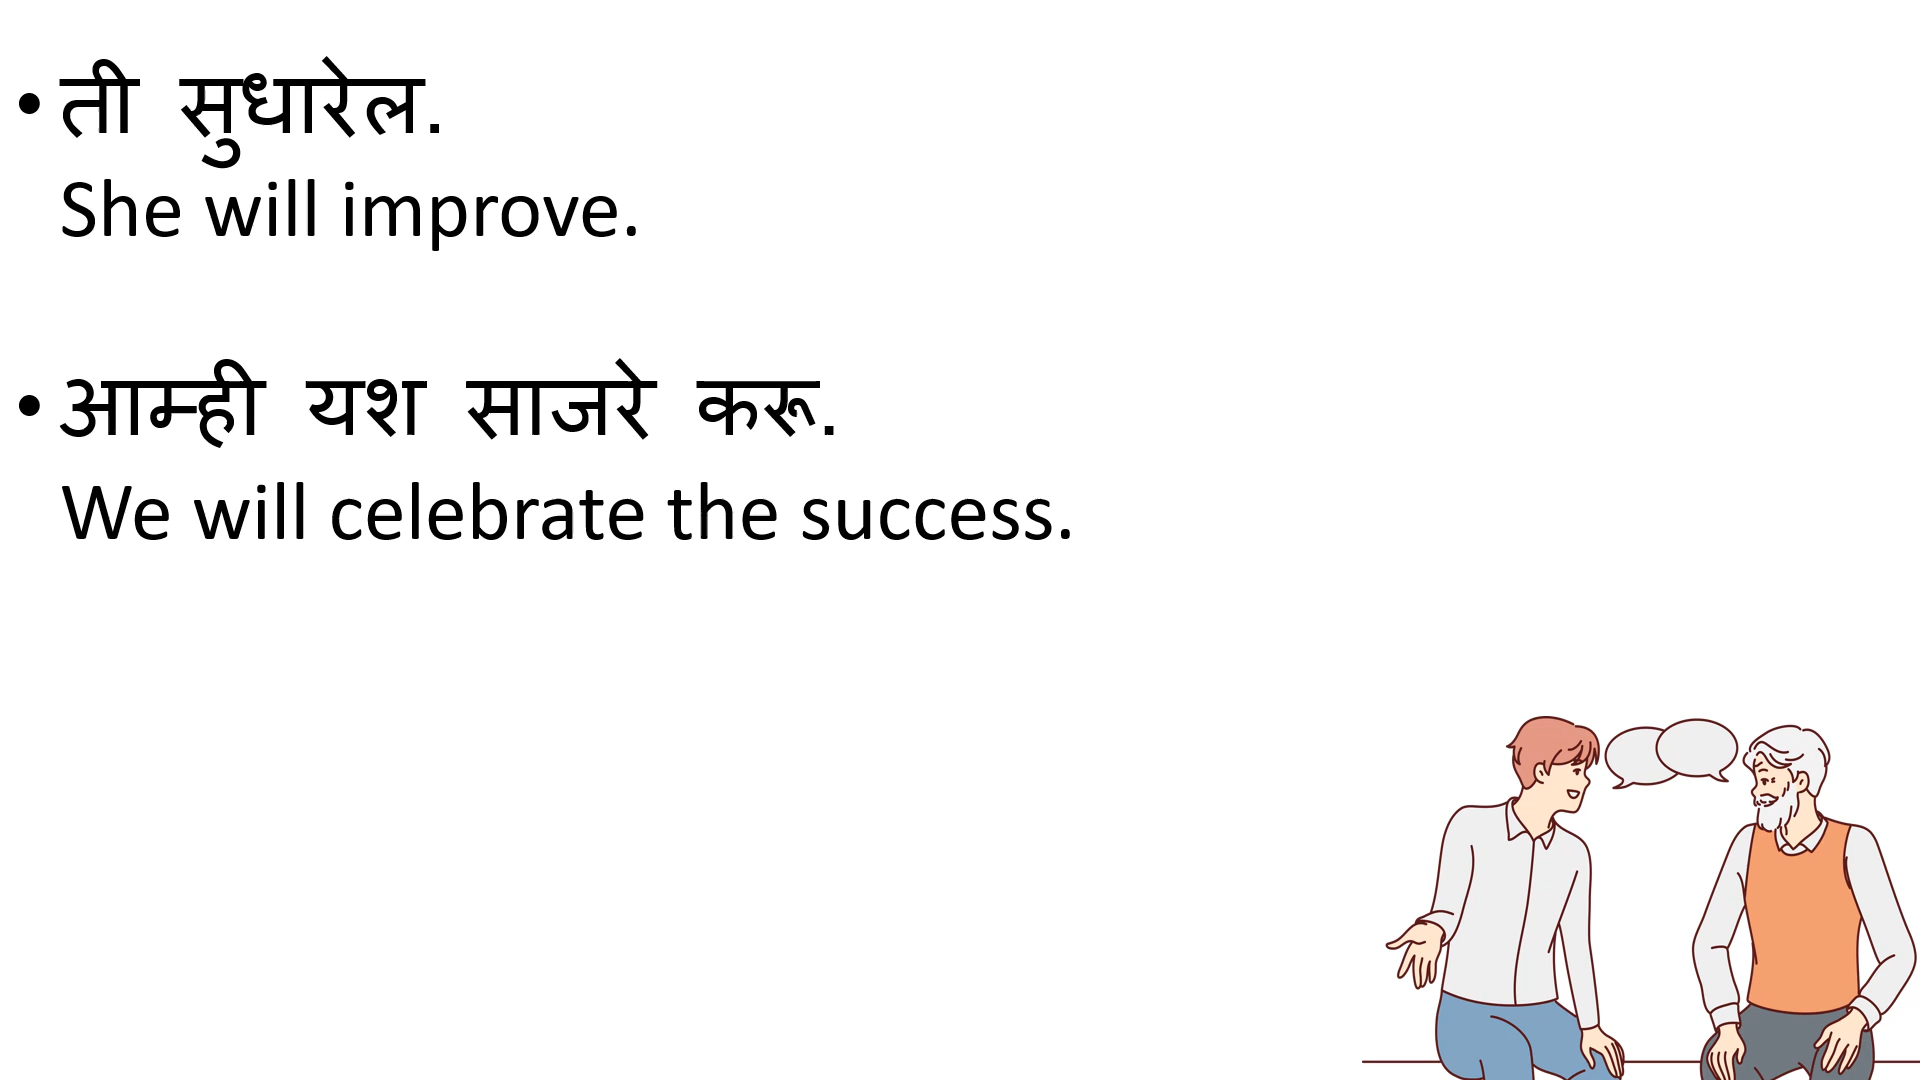 • ती सुधारेल.
She will improve.
• आम्ही यश साजरे करू.
We will celebrate the success.